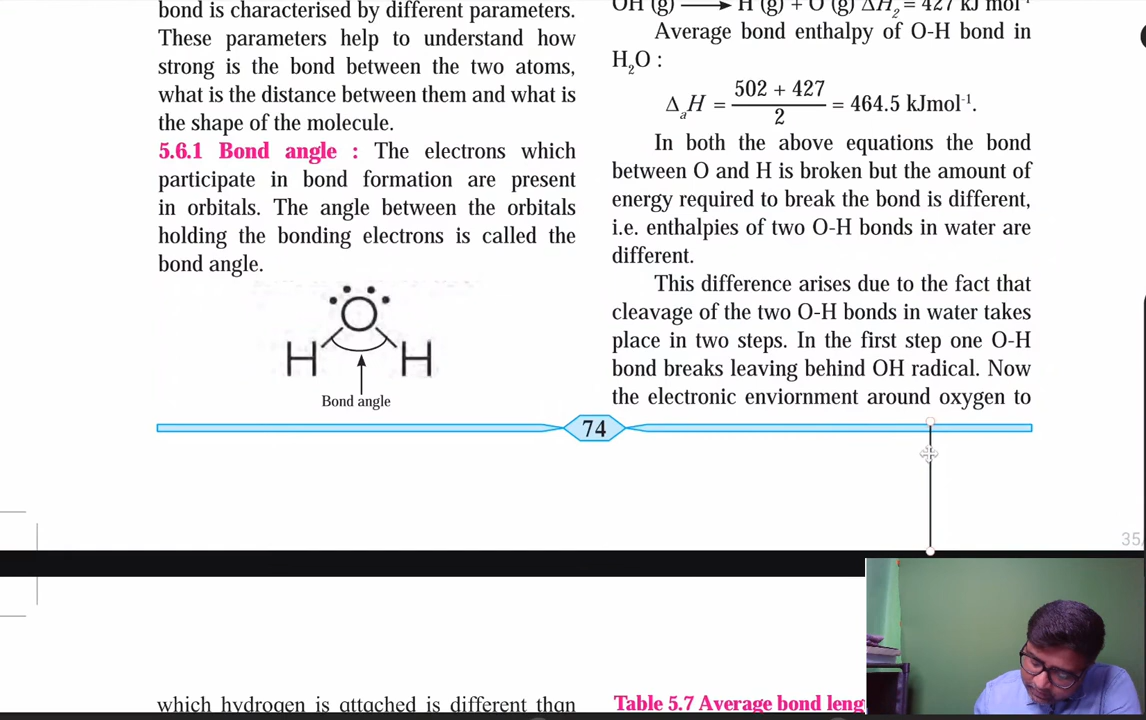 bond is characterised by different parameters.
These parameters help to understand how
strong is the bond between the two atoms,
what is the distance between them and what is
the shape of the molecule.
5.6.1 Bond angle : The electrons which
participate in bond formation are present
in orbitals. The angle between the orbitals
holding the bonding electrons is called the
bond angle.
O
H H
Bond angle
OH (g) ⟶ H (g) + O (g) ΔH₂ = 427 kJ mol⁻¹
Average bond enthalpy of O-H bond in
H₂O :
ΔₐH = (502 + 427)/2 = 464.5 kJmol⁻¹.
In both the above equations the bond
between O and H is broken but the amount of
energy required to break the bond is different,
i.e. enthalpies of two O-H bonds in water are
different.
This difference arises due to the fact that
cleavage of the two O-H bonds in water takes
place in two steps. In the first step one O-H
bond breaks leaving behind OH radical. Now
the electronic enviornment around oxygen to
74
35
which hydrogen is attached is different than
Table 5.7 Average bond leng